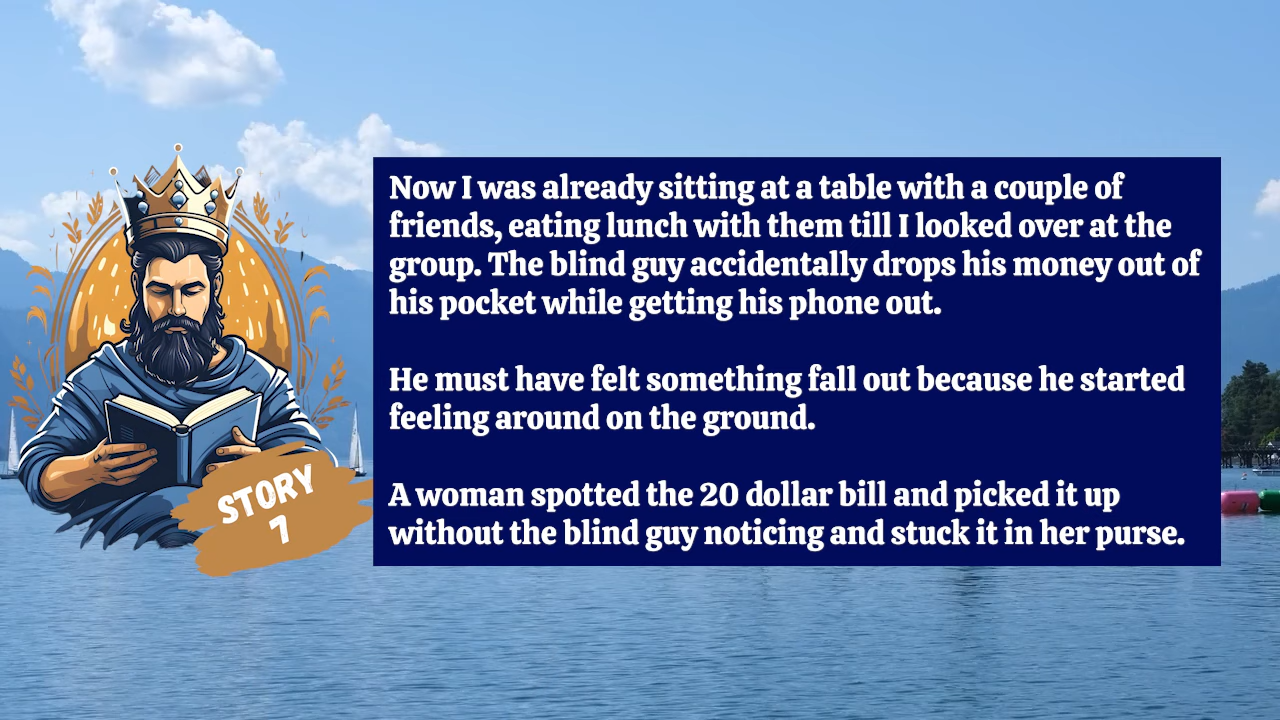 Now I was already sitting at a table with a couple of
friends, eating lunch with them till I looked over at the
group. The blind guy accidentally drops his money out of
his pocket while getting his phone out.
He must have felt something fall out because he started
feeling around on the ground.
A woman spotted the 20 dollar bill and picked it up
without the blind guy noticing and stuck it in her purse.
STORY
7